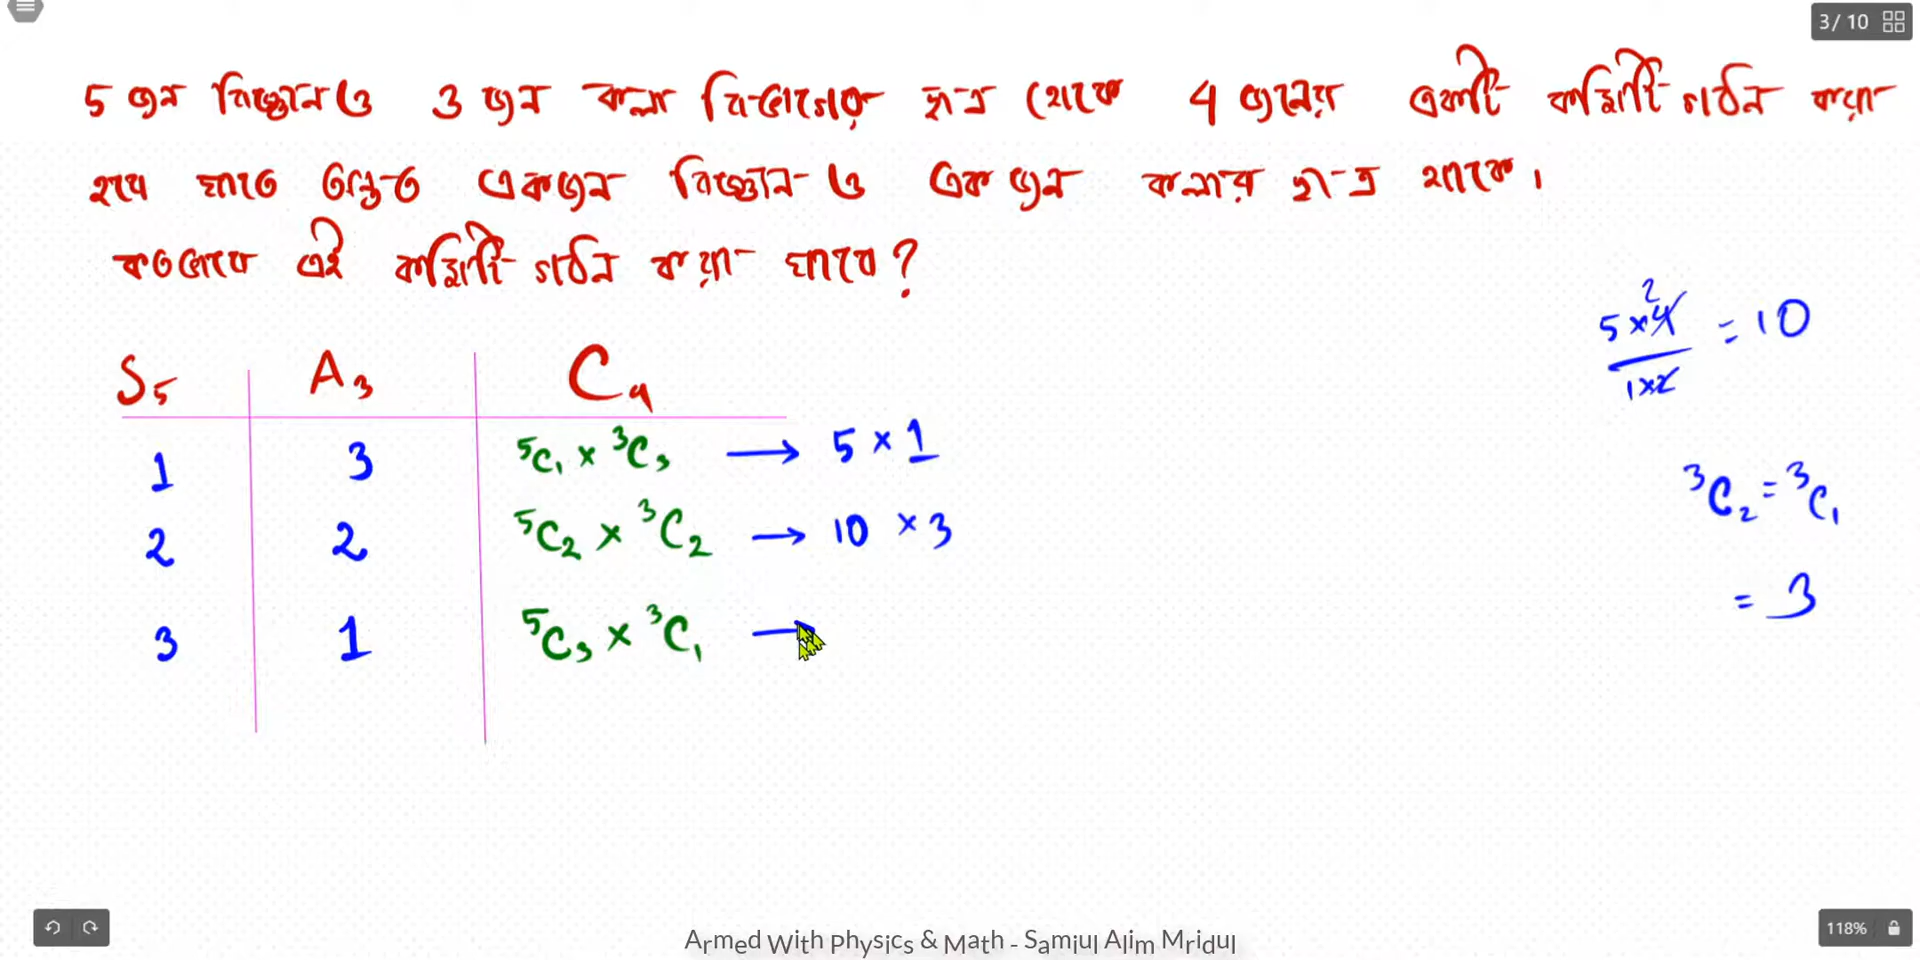 3 / 10
5 জন বিজ্ঞান ও 3 জন কলা বিভাগের ছাত্র থেকে 4 জনের একটি কমিটি গঠন করা
হবে যাতে অন্তত একজন বিজ্ঞান ও একজন কলার ছাত্র থাকে।
কতভাবে এই কমিটি গঠন করা যাবে?
5 × 4 2 / 1 × 2 = 10
S₅ A₃ C₄
1 3 ⁵C₁ × ³C₃ → 5 × 1
³C₂ = ³C₁
2 2 ⁵C₂ × ³C₂ → 10 × 3
= 3
3 1 ⁵C₃ × ³C₁ →
118%
Armed With Physics & Math - Samiul Alim Mridul